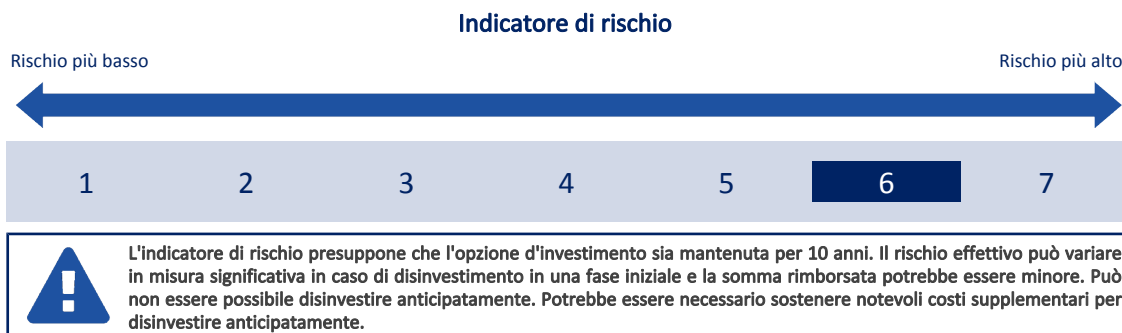 Indicatore di rischio
Rischio più basso
Rischio più alto
1 2 3 4 5 6 7
L'indicatore di rischio presuppone che l'opzione d'investimento sia mantenuta per 10 anni. Il rischio effettivo può variare
in misura significativa in caso di disinvestimento in una fase iniziale e la somma rimborsata potrebbe essere minore. Può
non essere possibile disinvestire anticipatamente. Potrebbe essere necessario sostenere notevoli costi supplementari per
disinvestire anticipatamente.